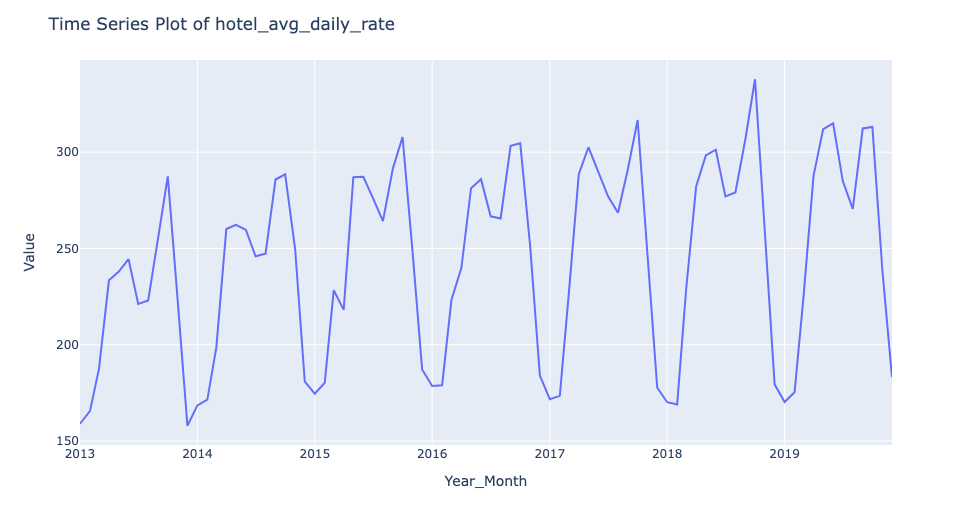 Time Series Plot of hotel_avg_daily_rate
Value
300
250
200
150
2013 2014 2015 2016 2017 2018 2019
Year_Month